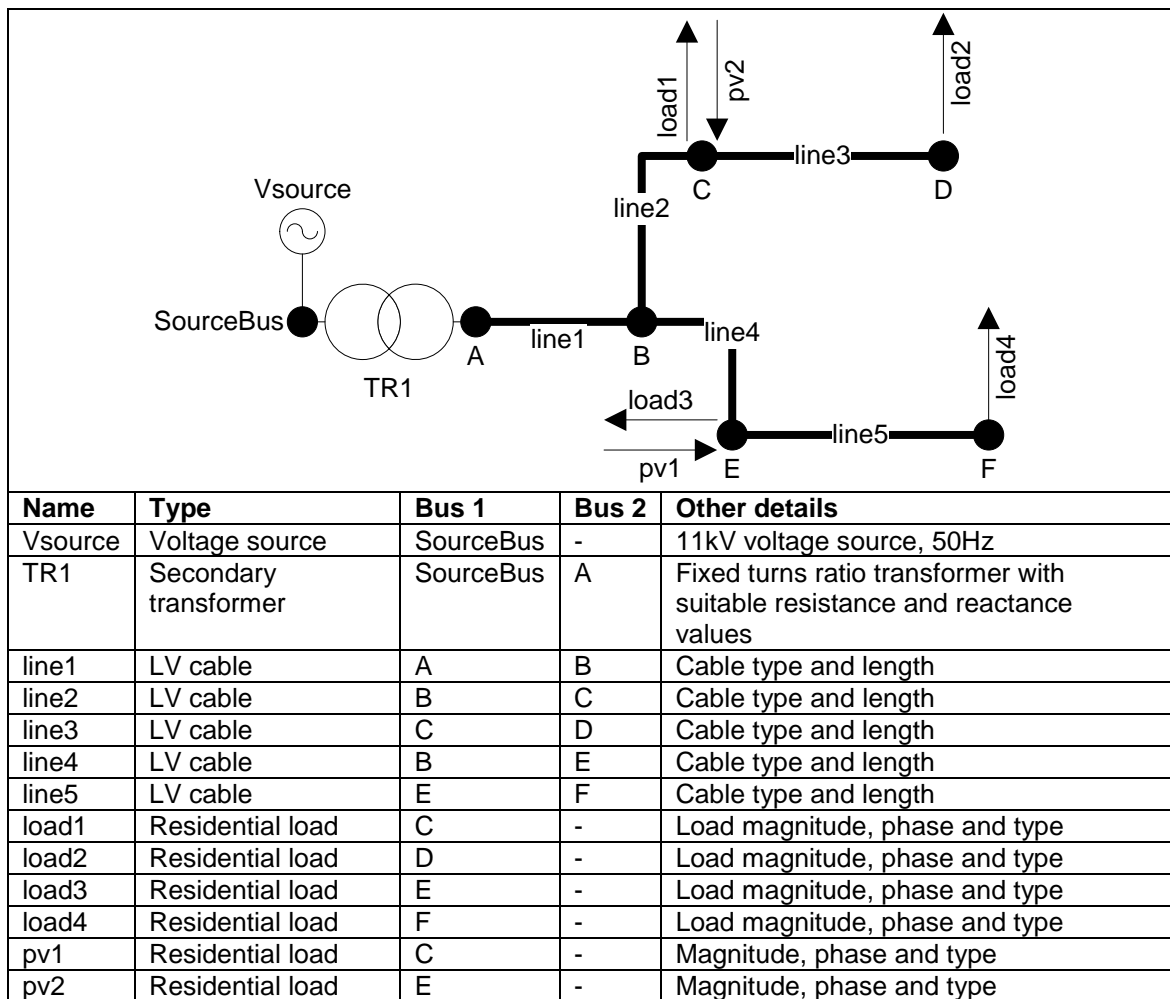 load1
pv2
load2
line3
C
D
Vsource
line2
SourceBus
line1
line4
A
B
TR1
load4
load3
line5
pv1
E
F
Name Type Bus 1 Bus 2 Other details
Vsource Voltage source SourceBus - 11kV voltage source, 50Hz
TR1 Secondary transformer SourceBus A Fixed turns ratio transformer with
suitable resistance and reactance
values
line1 LV cable A B Cable type and length
line2 LV cable B C Cable type and length
line3 LV cable C D Cable type and length
line4 LV cable B E Cable type and length
line5 LV cable E F Cable type and length
load1 Residential load C - Load magnitude, phase and type
load2 Residential load D - Load magnitude, phase and type
load3 Residential load E - Load magnitude, phase and type
load4 Residential load F - Load magnitude, phase and type
pv1 Residential load C - Magnitude, phase and type
pv2 Residential load E - Magnitude, phase and type